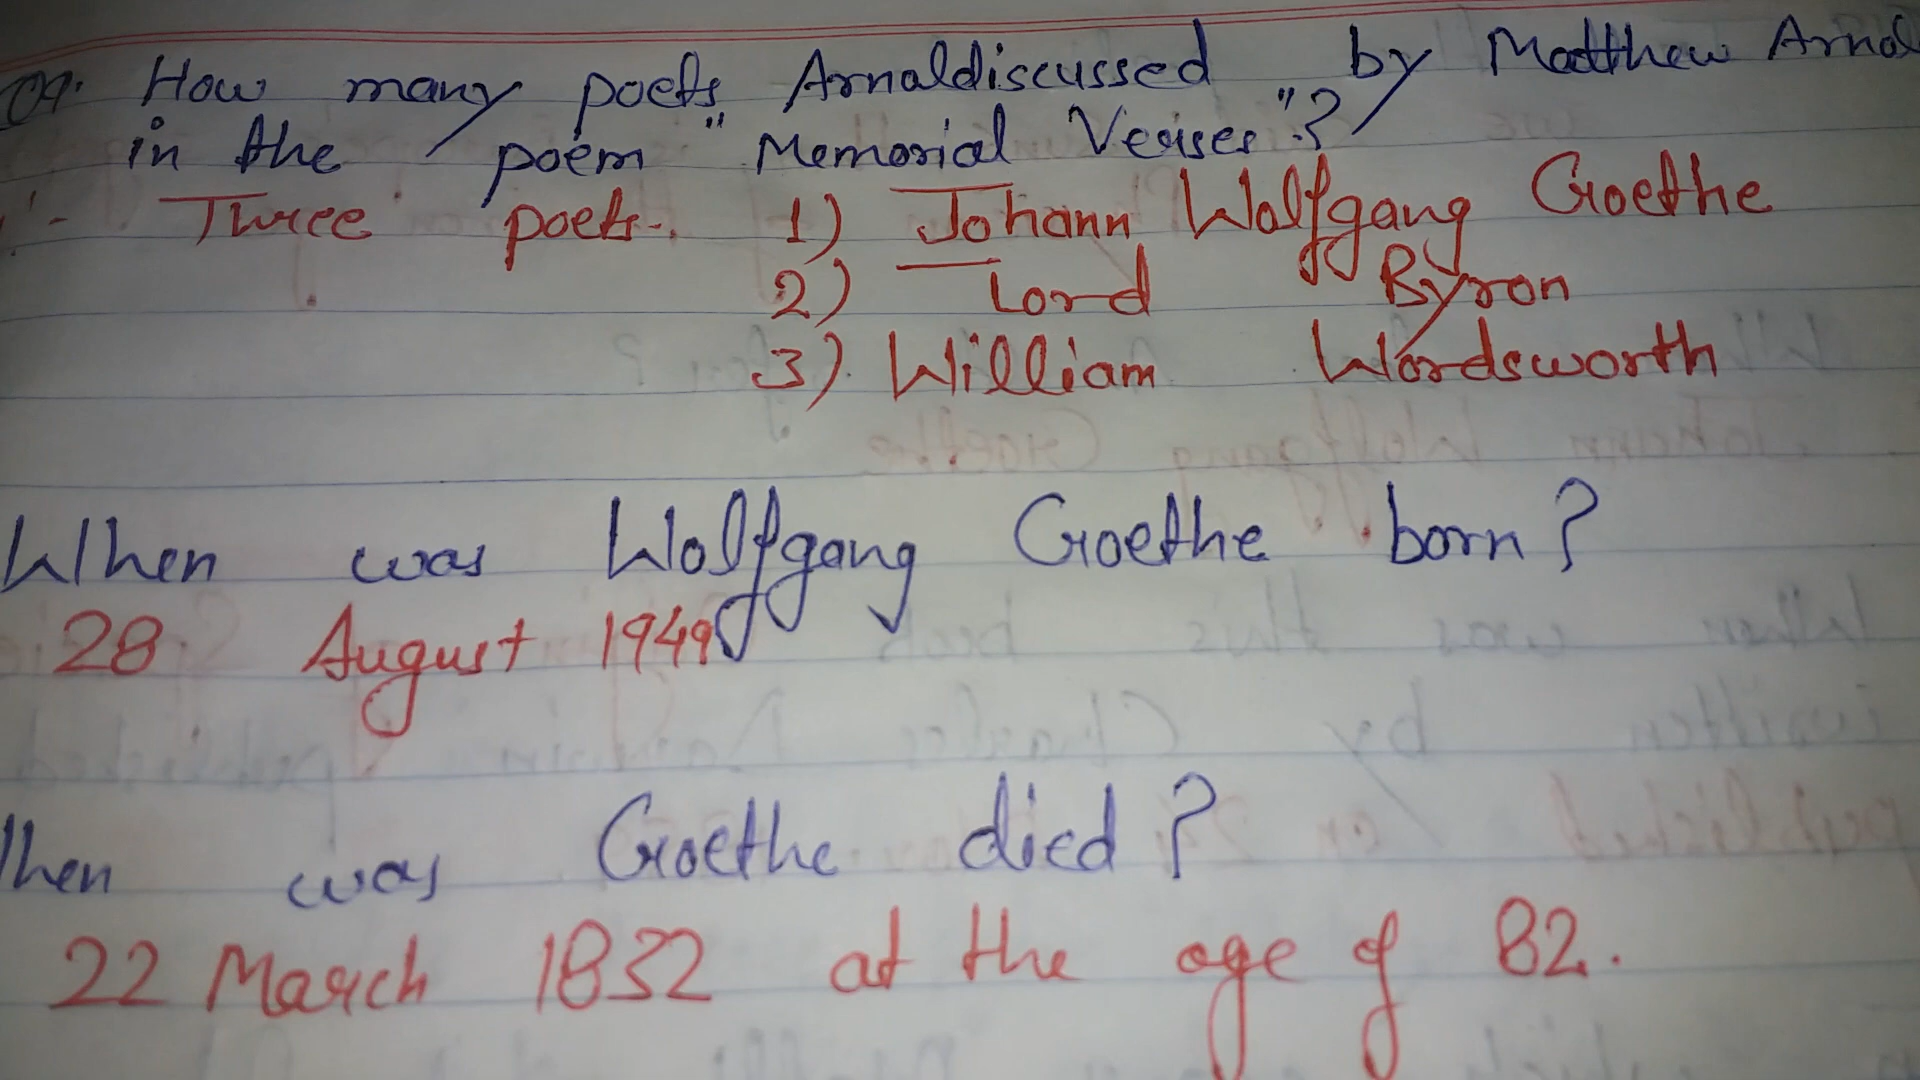 Q9. How many poets Arnaldiscussed by Matthew Arnol
in the poem "Memorial Verses"?
:- Three poets. 1) Johann Wolfgang Goethe
2) Lord Byron
3) William Wordsworth
When was Wolfgang Goethe born?
28 August 1949
When was Goethe died?
22 March 1832 at the age of 82.